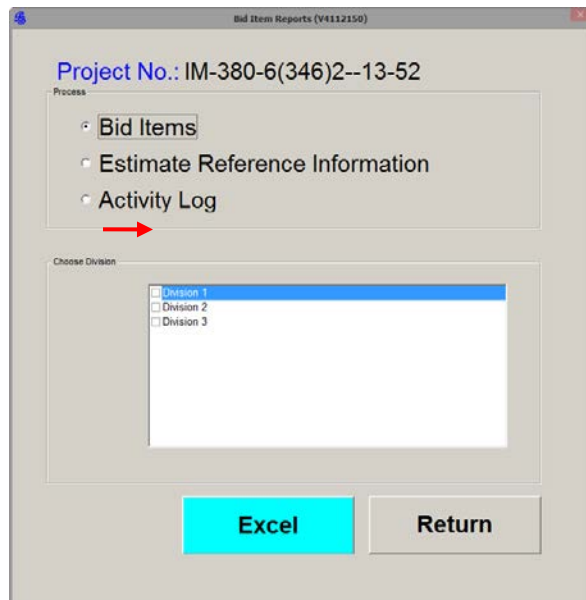 Bid Item Reports (V4112150)
Project No.: IM-380-6(346)2--13-52
Process
Bid Items
Estimate Reference Information
Activity Log
Choose Division
Division 1
Division 2
Division 3
Excel Return